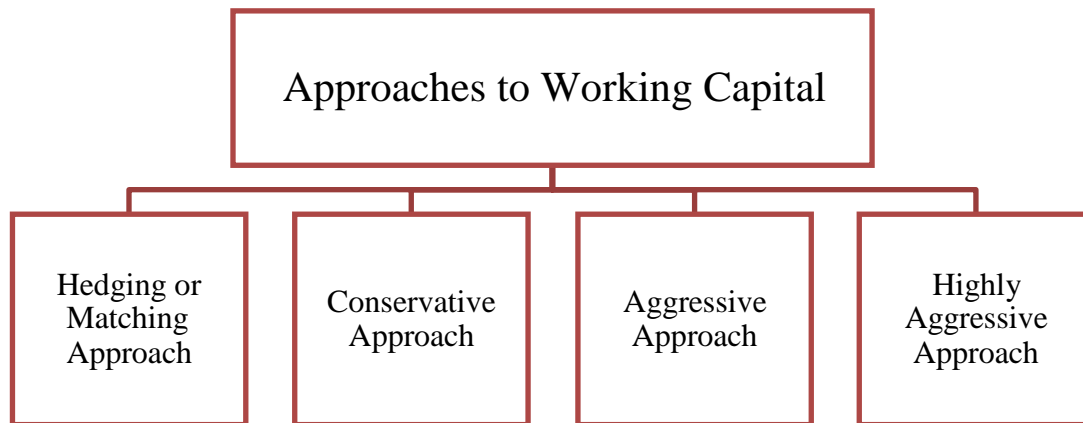 Approaches to Working Capital
Hedging or
Matching
Approach
Conservative
Approach
Aggressive
Approach
Highly
Aggressive
Approach